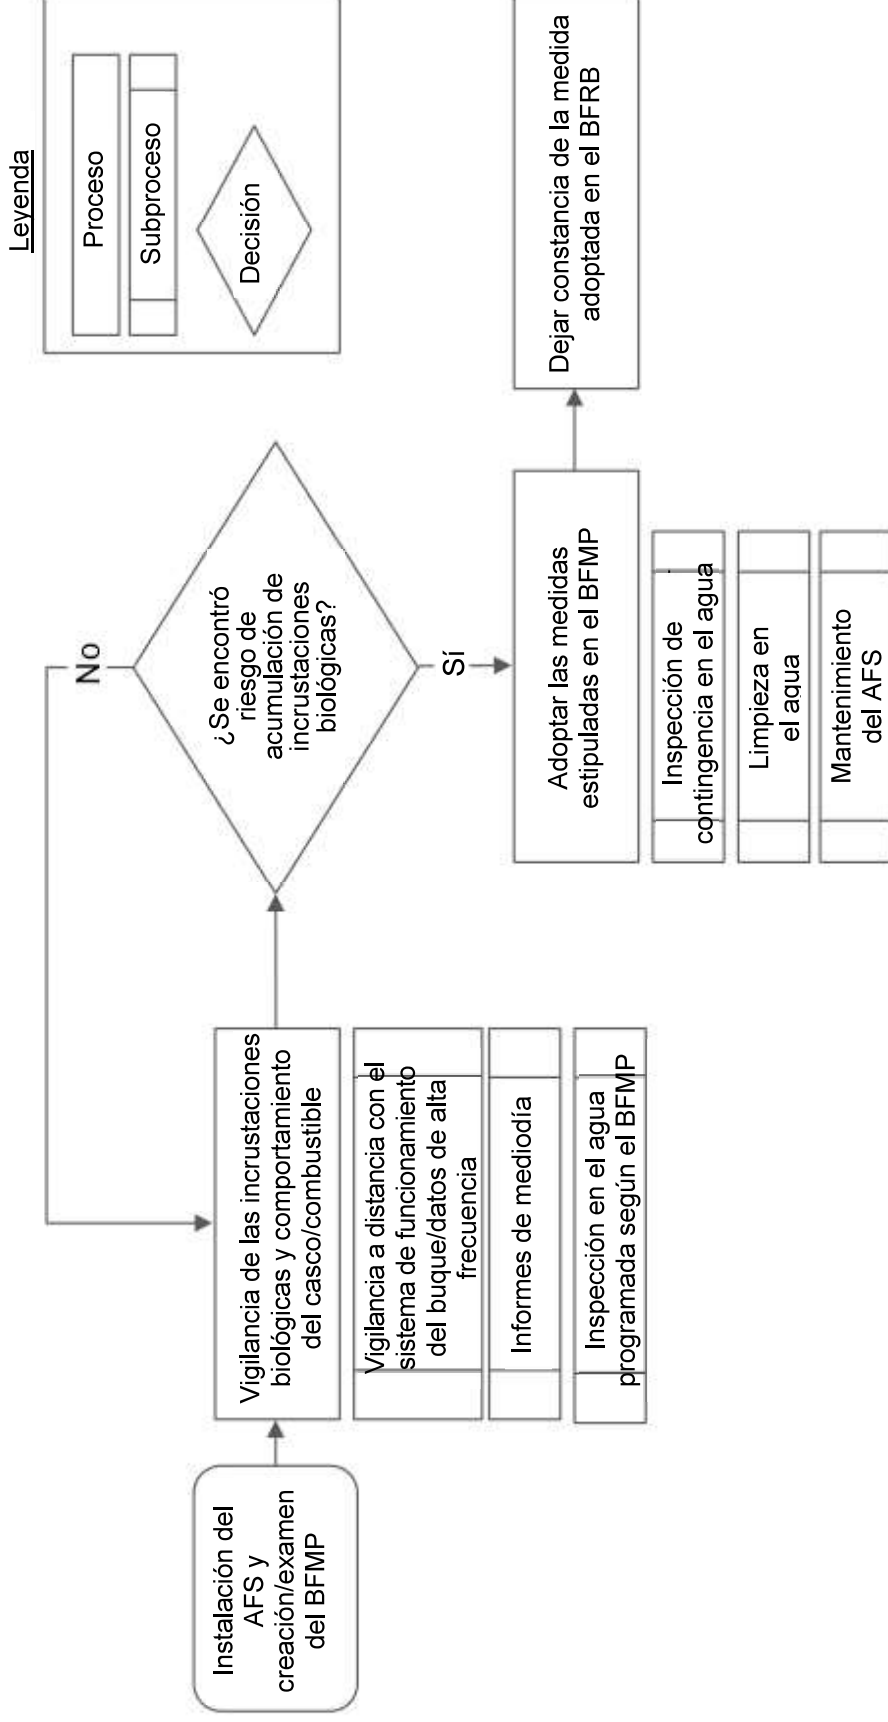 Instalación del
AFS y
creación/examen
del BFMP
Vigilancia de las incrustaciones
biológicas y comportamiento
del casco/combustible
Vigilancia a distancia con el
sistema de funcionamiento
del buque/datos de alta
frecuencia
Informes de mediodía
Inspección en el agua
programada según el BFMP
¿Se encontró
riesgo de
acumulación de
incrustaciones
biológicas?
No
Sí
Adoptar las medidas
estipuladas en el BFMP
Inspección de
contingencia en el agua
Limpieza en
el agua
Mantenimiento
del AFS
Dejar constancia de la medida
adoptada en el BFRB
Leyenda
Proceso
Subproceso
Decisión